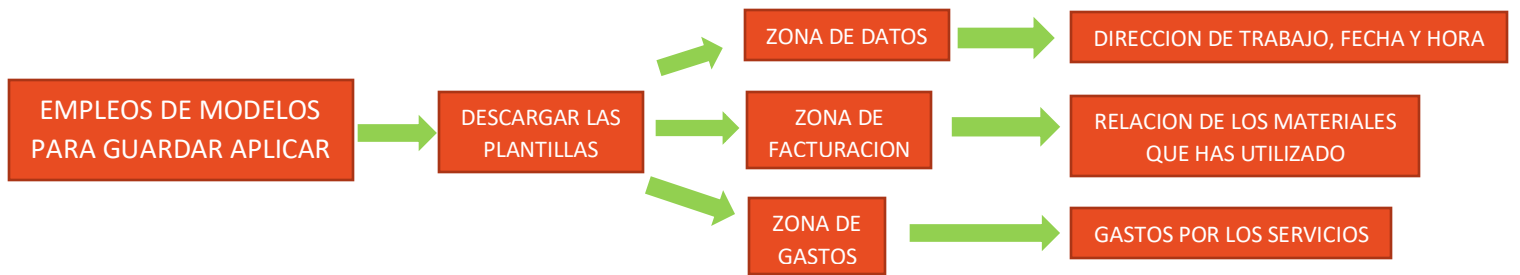 EMPLEOS DE MODELOS
PARA GUARDAR APLICAR
DESCARGAR LAS
PLANTILLAS
ZONA DE DATOS
DIRECCION DE TRABAJO, FECHA Y HORA
ZONA DE
FACTURACION
RELACION DE LOS MATERIALES
QUE HAS UTILIZADO
ZONA DE
GASTOS
GASTOS POR LOS SERVICIOS